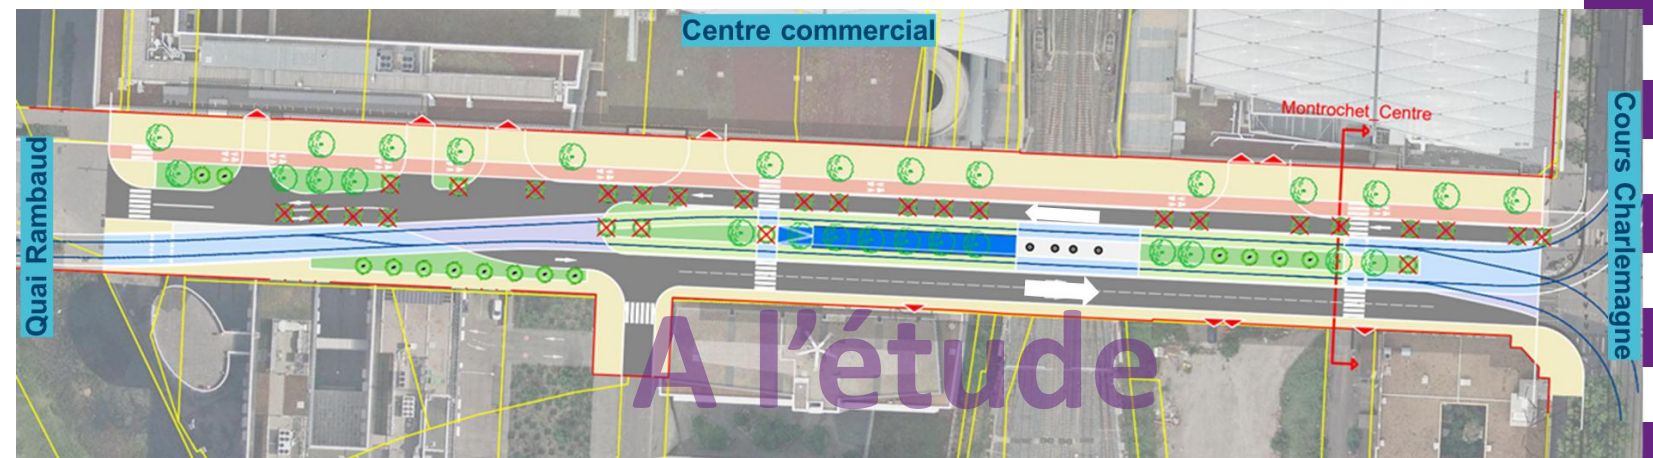 Centre commercial
Montrochet_Centre
Quai Rambaud
Cours Charlemagne
A l'étude